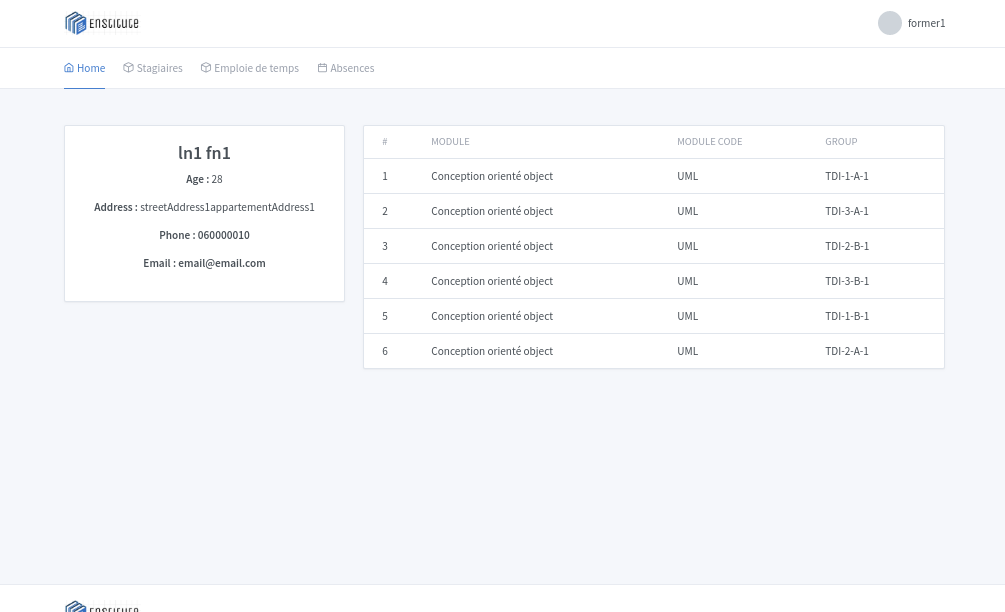 Enstitute
former1
Home Stagiaires Emploie de temps Absences
ln1 fn1
Age : 28
Address : streetAddress1appartementAddress1
Phone : 060000010
Email : email@email.com
# MODULE MODULE CODE GROUP
1 Conception orienté object UML TDI-1-A-1
2 Conception orienté object UML TDI-3-A-1
3 Conception orienté object UML TDI-2-B-1
4 Conception orienté object UML TDI-3-B-1
5 Conception orienté object UML TDI-1-B-1
6 Conception orienté object UML TDI-2-A-1
Enstitute